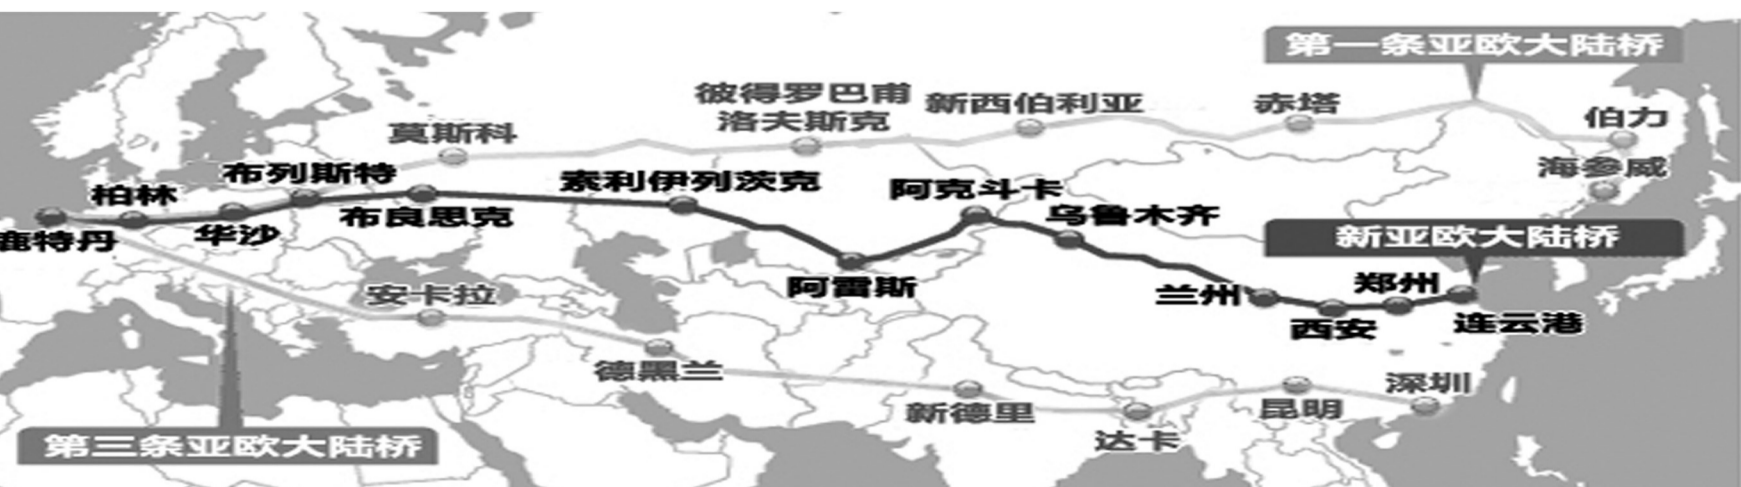 第一条亚欧大陆桥
彼得罗巴甫
洛夫斯克
新西伯利亚
赤塔
伯力
莫斯科
海参威
布列斯特
索利伊列茨克
阿克斗卡
柏林
乌鲁木齐
布良思克
华沙
鹿特丹
新亚欧大陆桥
阿雷斯
安卡拉
兰州
郑州
西安
连云港
德黑兰
深圳
新德里
昆明
达卡
第三条亚欧大陆桥